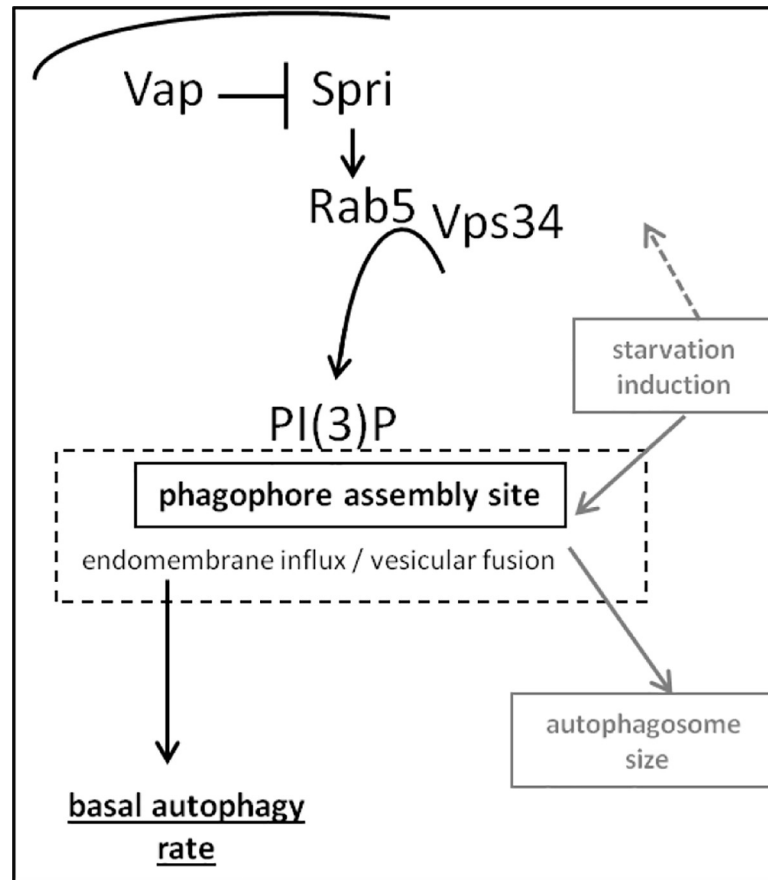 Vap Spri
Rab5 Vps34
starvation
induction
PI(3)P
phagophore assembly site
endomembrane influx / vesicular fusion
autophagosome
size
basal autophagy
rate